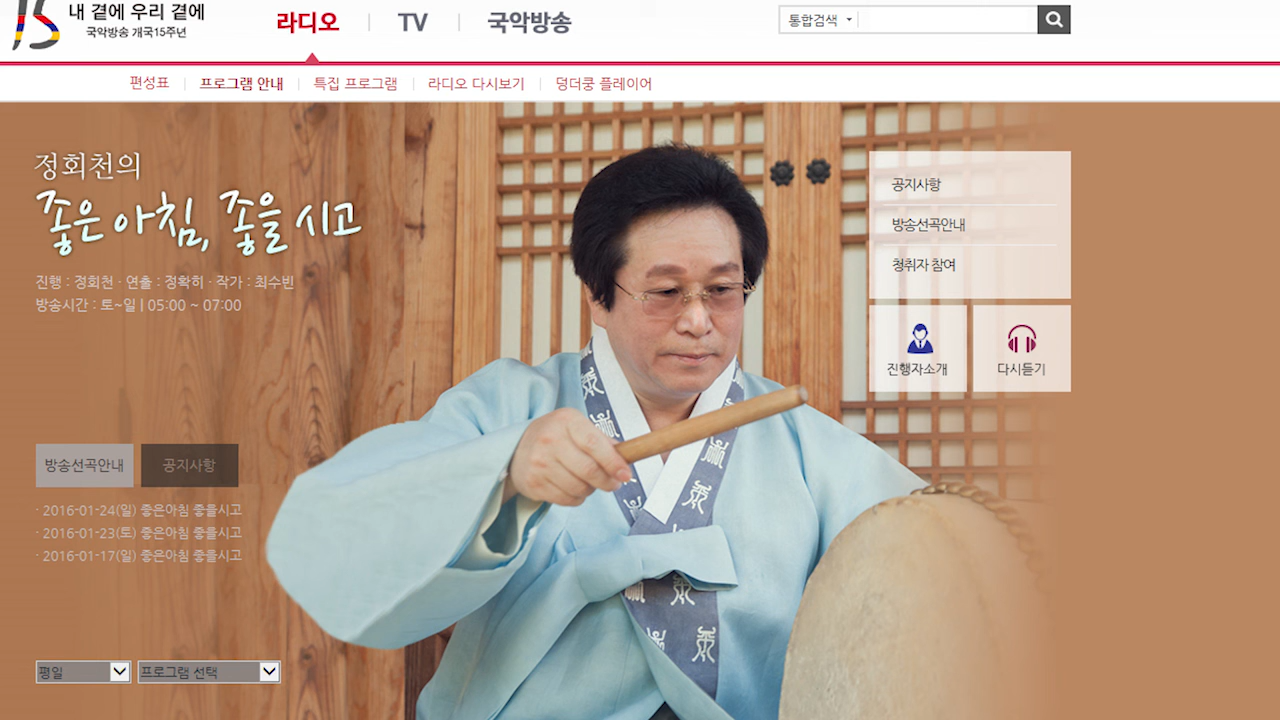 15
내 곁에 우리 곁에
국악방송 개국15주년
라디오 | TV | 국악방송
통합검색
편성표 | 프로그램 안내 | 특집 프로그램 | 라디오 다시보기 | 덩더쿵 플레이어
정회천의
좋은 아침, 좋을 시고
진행 : 정회천 · 연출 : 정확히 · 작가 : 최수빈
방송시간 : 토~일 | 05:00 ~ 07:00
공지사항
방송선곡안내
청취자 참여
진행자소개
다시듣기
방송선곡안내
공지사항
· 2016-01-24(일) 좋은아침 좋을시고
· 2016-01-23(토) 좋은아침 좋을시고
· 2016-01-17(일) 좋은아침 좋을시고
평일
프로그램 선택